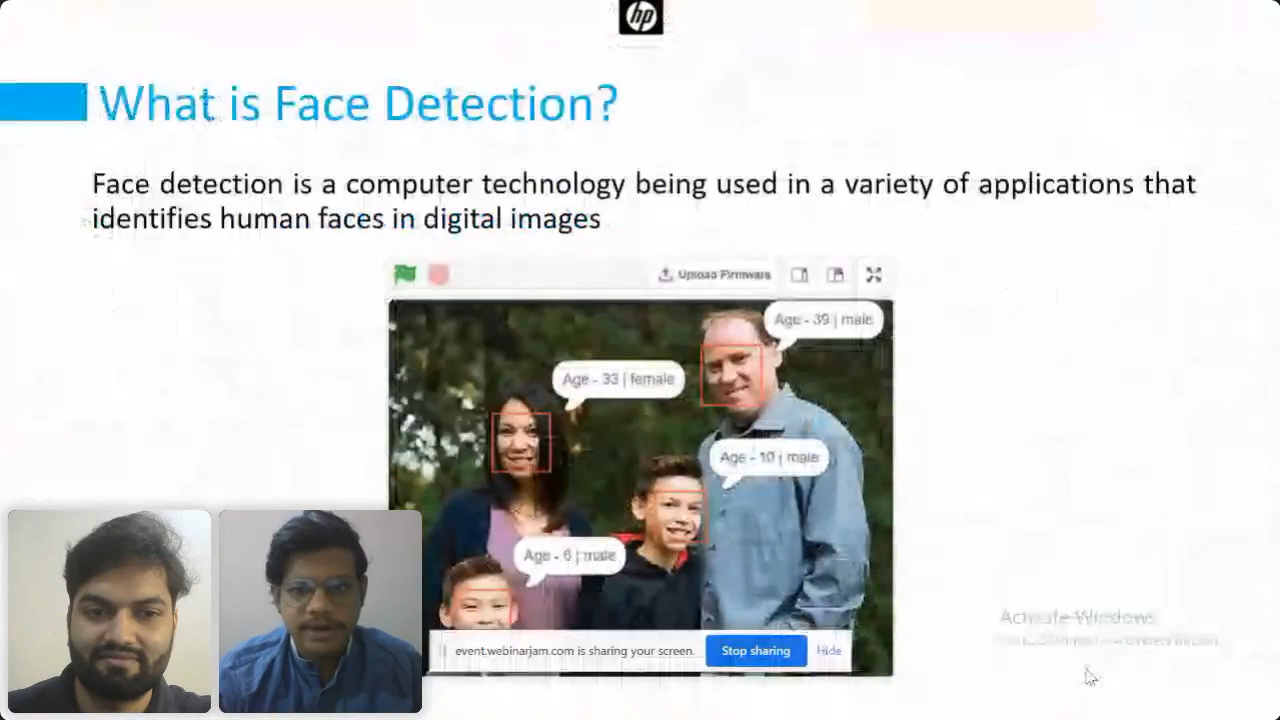 hp
What is Face Detection?
Face detection is a computer technology being used in a variety of applications that
identifies human faces in digital images
Upload Firmware
Age - 39 | male
Age - 33 | female
Age - 10 | male
Age - 6 | male
event.webinarjam.com is sharing your screen.
Stop sharing
Hide
Activate Windows